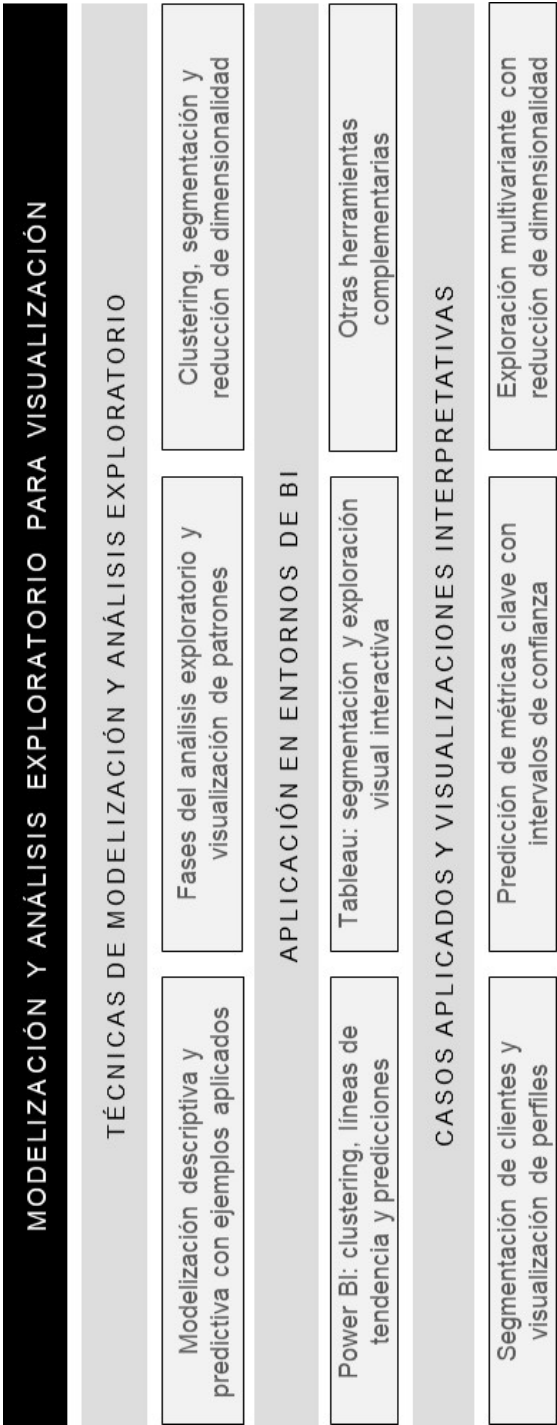 MODELIZACIÓN Y ANÁLISIS EXPLORATORIO PARA VISUALIZACIÓN
TÉCNICAS DE MODELIZACIÓN Y ANÁLISIS EXPLORATORIO
Modelización descriptiva y
predictiva con ejemplos aplicados
Fases del análisis exploratorio y
visualización de patrones
Clustering, segmentación y
reducción de dimensionalidad
APLICACIÓN EN ENTORNOS DE BI
Power BI: clustering, líneas de
tendencia y predicciones
Tableau: segmentación y exploración
visual interactiva
Otras herramientas
complementarias
CASOS APLICADOS Y VISUALIZACIONES INTERPRETATIVAS
Segmentación de clientes y
visualización de perfiles
Predicción de métricas clave con
intervalos de confianza
Exploración multivariante con
reducción de dimensionalidad